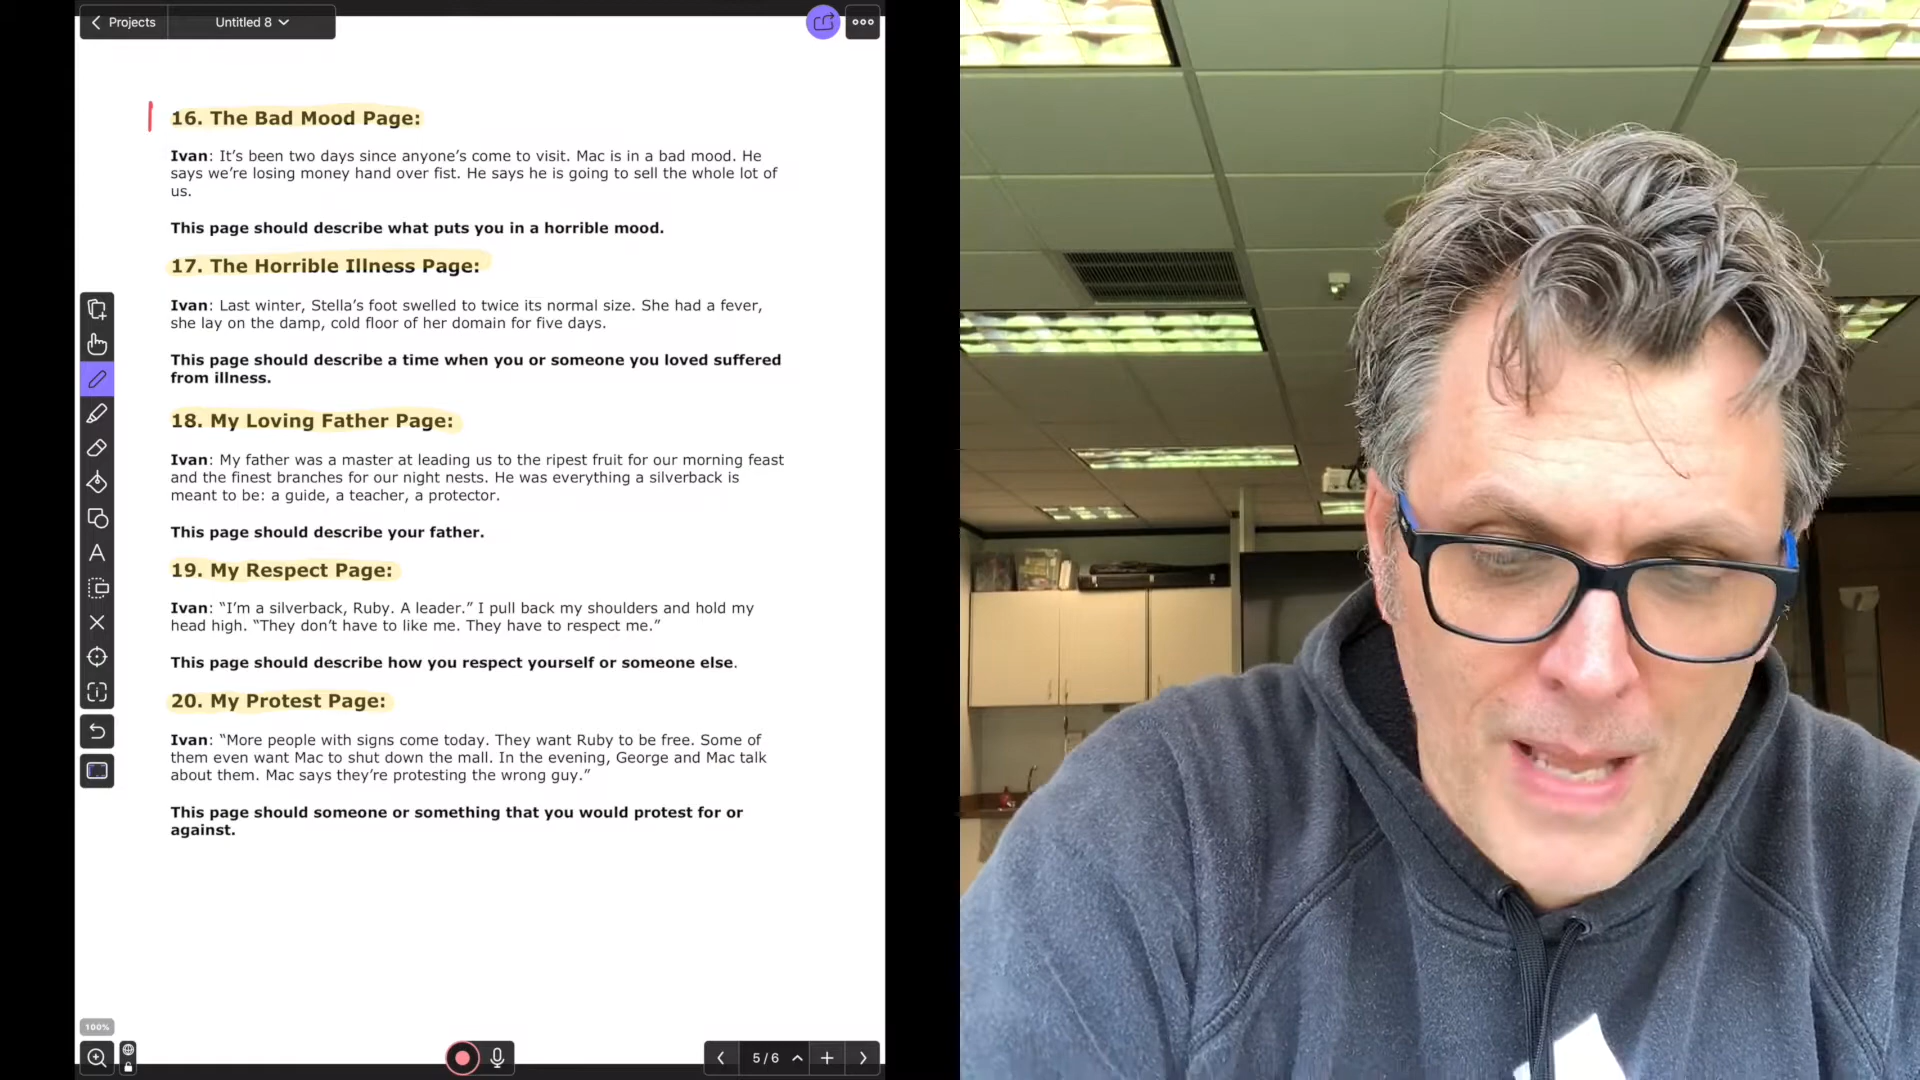 Projects
Untitled 8
16. The Bad Mood Page:
Ivan: It’s been two days since anyone’s come to visit. Mac is in a bad mood. He
says we’re losing money hand over fist. He says he is going to sell the whole lot of
us.
This page should describe what puts you in a horrible mood.
17. The Horrible Illness Page:
Ivan: Last winter, Stella’s foot swelled to twice its normal size. She had a fever,
she lay on the damp, cold floor of her domain for five days.
This page should describe a time when you or someone you loved suffered
from illness.
18. My Loving Father Page:
Ivan: My father was a master at leading us to the ripest fruit for our morning feast
and the finest branches for our night nests. He was everything a silverback is
meant to be: a guide, a teacher, a protector.
This page should describe your father.
19. My Respect Page:
Ivan: “I’m a silverback, Ruby. A leader.” I pull back my shoulders and hold my
head high. “They don’t have to like me. They have to respect me.”
This page should describe how you respect yourself or someone else.
20. My Protest Page:
Ivan: “More people with signs come today. They want Ruby to be free. Some of
them even want Mac to shut down the mall. In the evening, George and Mac talk
about them. Mac says they’re protesting the wrong guy.”
This page should someone or something that you would protest for or
against.
100%
5/6